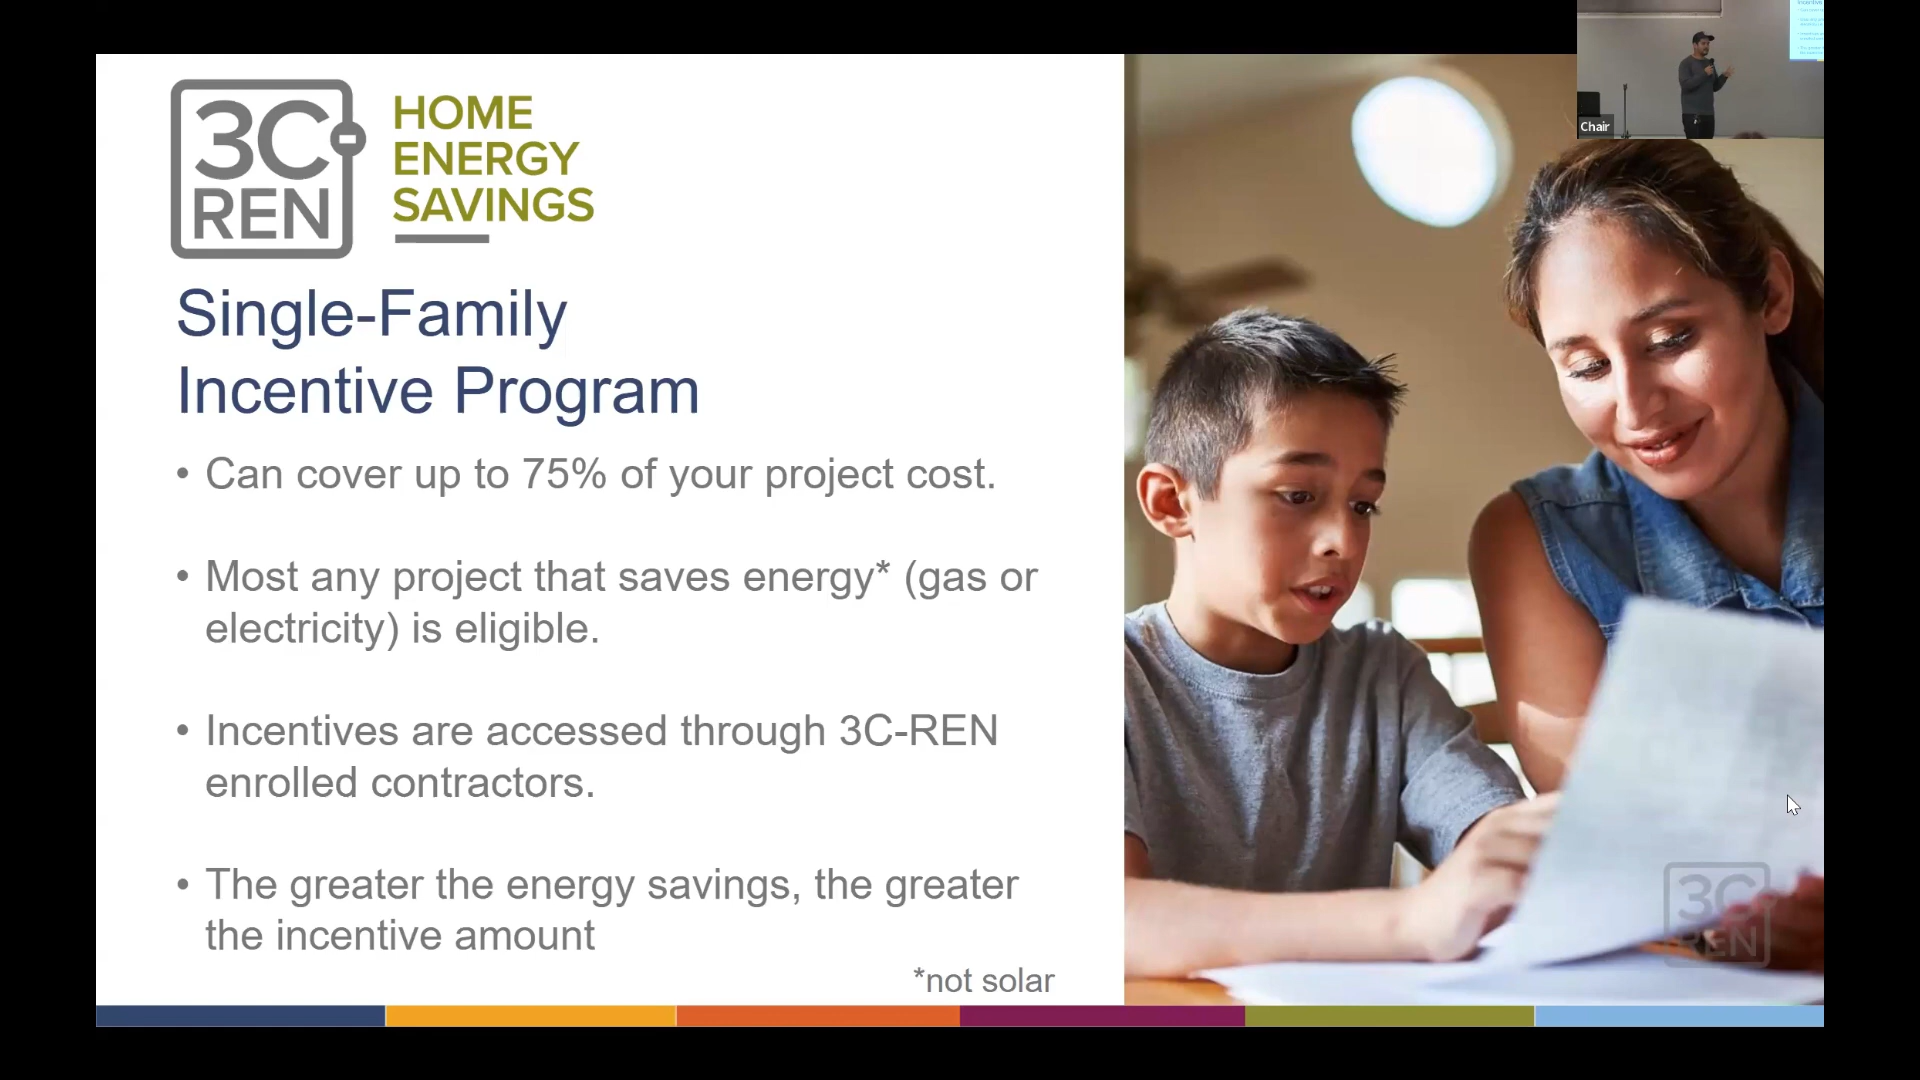 3C
REN
HOME
ENERGY
SAVINGS
Single-Family
Incentive Program
• Can cover up to 75% of your project cost.
• Most any project that saves energy* (gas or
electricity) is eligible.
• Incentives are accessed through 3C-REN
enrolled contractors.
• The greater the energy savings, the greater
the incentive amount
*not solar
Chair
3C
REN